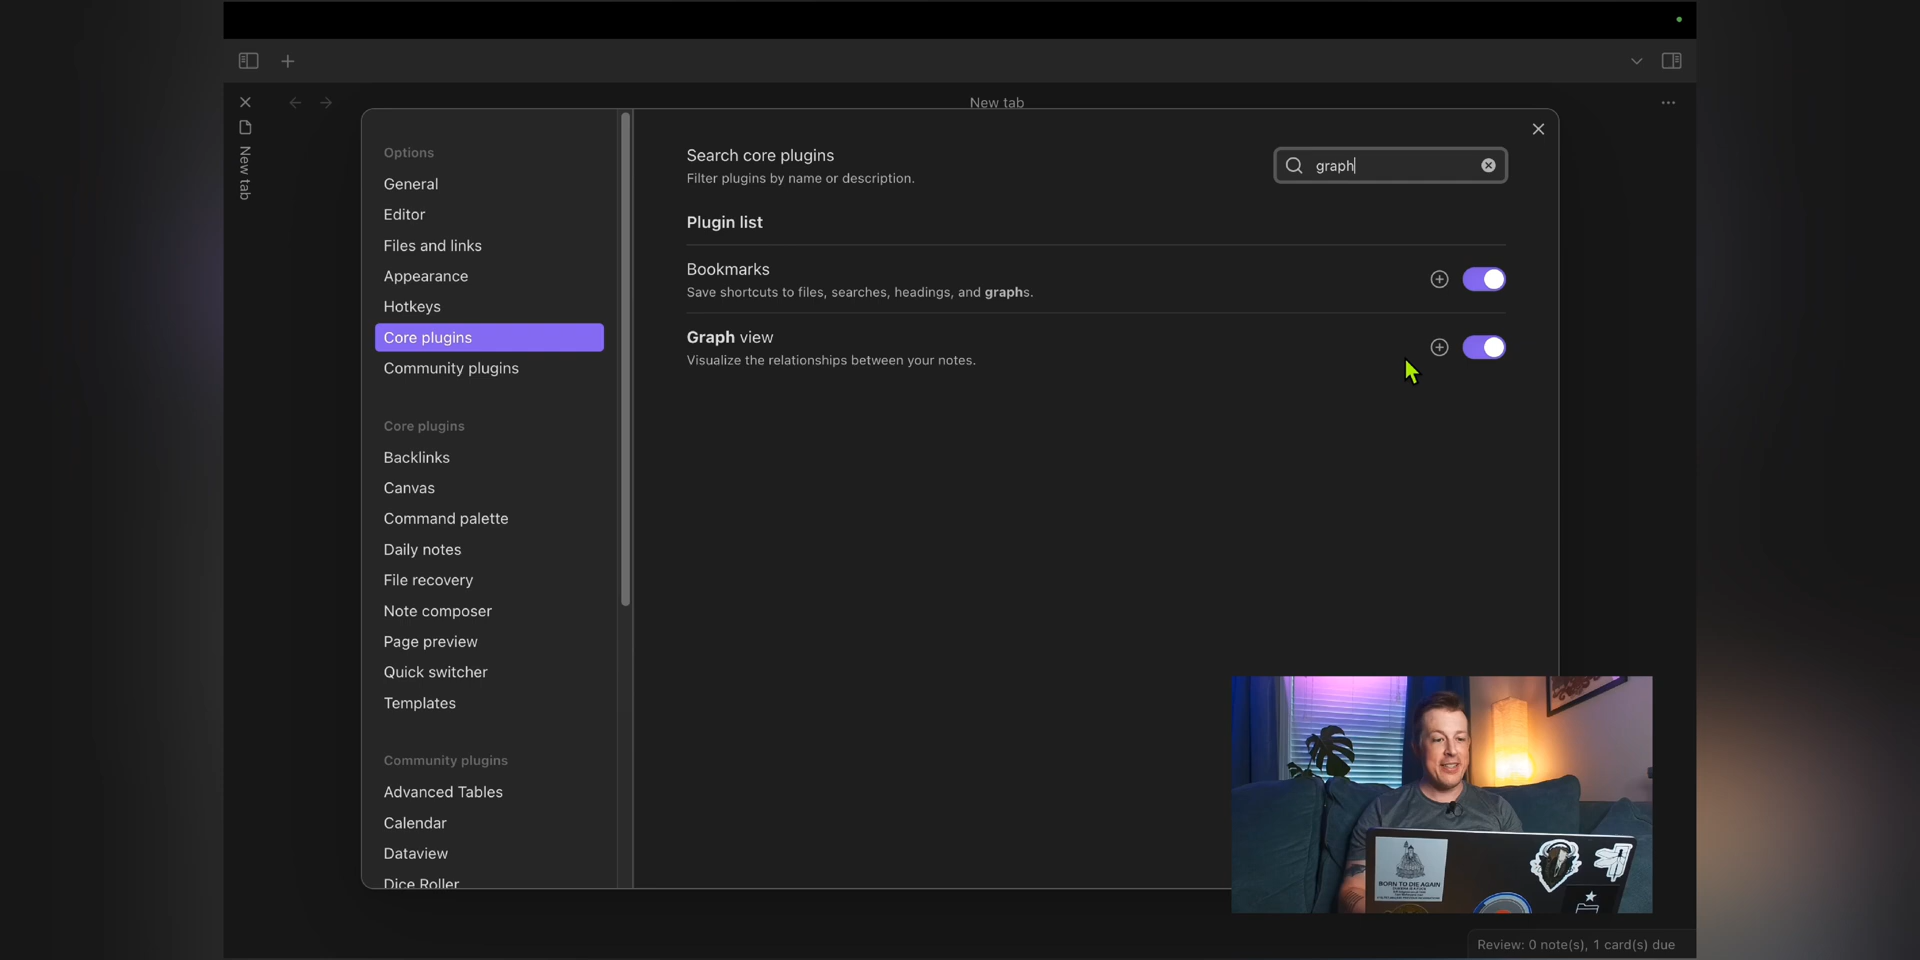 New tab
New tab
Options
General
Editor
Files and links
Appearance
Hotkeys
Core plugins
Community plugins
Core plugins
Backlinks
Canvas
Command palette
Daily notes
File recovery
Note composer
Page preview
Quick switcher
Templates
Community plugins
Advanced Tables
Calendar
Dataview
Dice Roller
Search core plugins
Filter plugins by name or description.
graph
Plugin list
Bookmarks
Save shortcuts to files, searches, headings, and graphs.
Graph view
Visualize the relationships between your notes.
BORN TO DIE AGAIN
Review: 0 note(s), 1 card(s) due